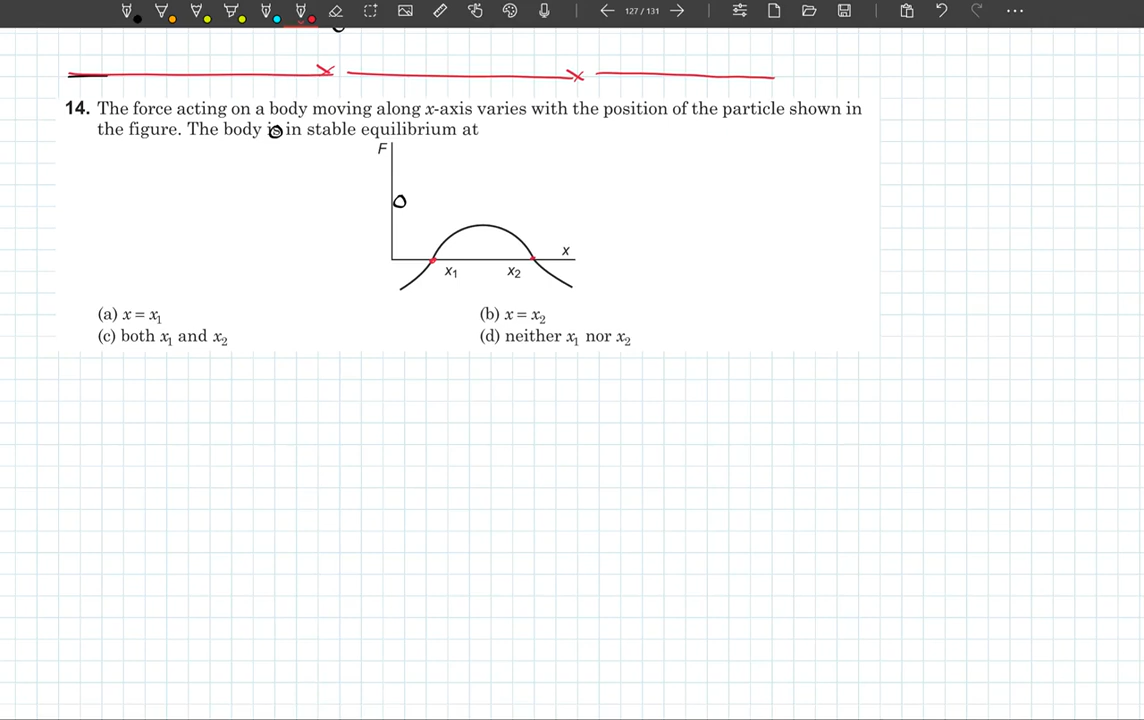 127 / 131
14. The force acting on a body moving along x-axis varies with the position of the particle shown in
the figure. The body is in stable equilibrium at
F
x
x₁ x₂
(a) x = x₁ (b) x = x₂
(c) both x₁ and x₂ (d) neither x₁ nor x₂